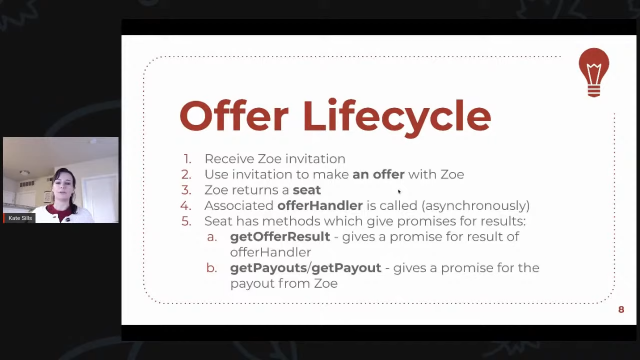 Offer Lifecycle
1. Receive Zoe invitation
2. Use invitation to make an offer with Zoe
3. Zoe returns a seat
4. Associated offerHandler is called (asynchronously)
5. Seat has methods which give promises for results:
a. getOfferResult - gives a promise for result of
offerHandler
b. getPayouts/getPayout - gives a promise for the
payout from Zoe
Kate Sills
8